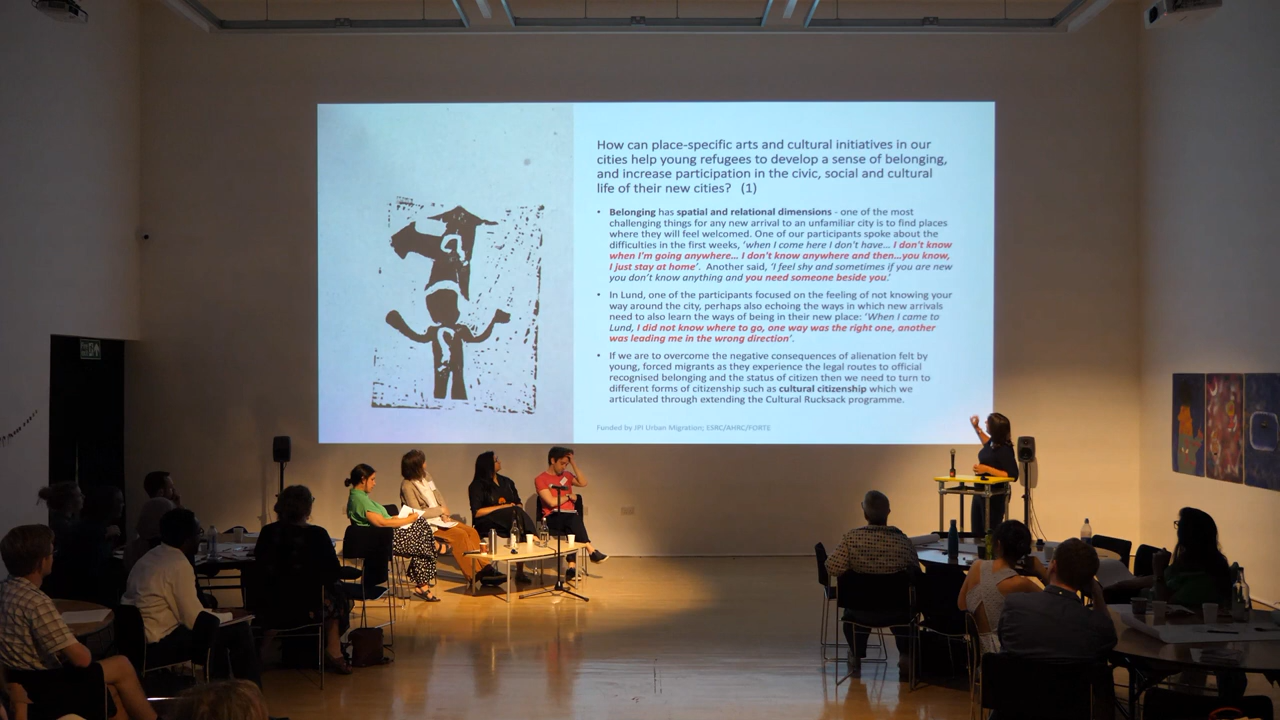 How can place-specific arts and cultural initiatives in our
cities help young refugees to develop a sense of belonging,
and increase participation in the civic, social and cultural
life of their new cities?   (1)
• Belonging has spatial and relational dimensions - one of the most
challenging things for any new arrival to an unfamiliar city is to find places
where they will feel welcomed. One of our participants spoke about the
difficulties in the first weeks, 'when I come here I don't have... I don't know
when I'm going anywhere... I don't know anywhere and then...you know,
I just stay at home'.  Another said, 'I feel shy and sometimes if you are new
you don't know anything and you need someone beside you.'
• In Lund, one of the participants focused on the feeling of not knowing your
way around the city, perhaps also echoing the ways in which new arrivals
need to also learn the ways of being in their new place: 'When I came to
Lund, I did not know where to go, one way was the right one, another
was leading me in the wrong direction'.
• If we are to overcome the negative consequences of alienation felt by
young, forced migrants as they experience the legal routes to official
recognised belonging and the status of citizen then we need to turn to
different forms of citizenship such as cultural citizenship which we
articulated through extending the Cultural Rucksack programme.
Funded by JPI Urban Migration; ESRC/AHRC/FORTE